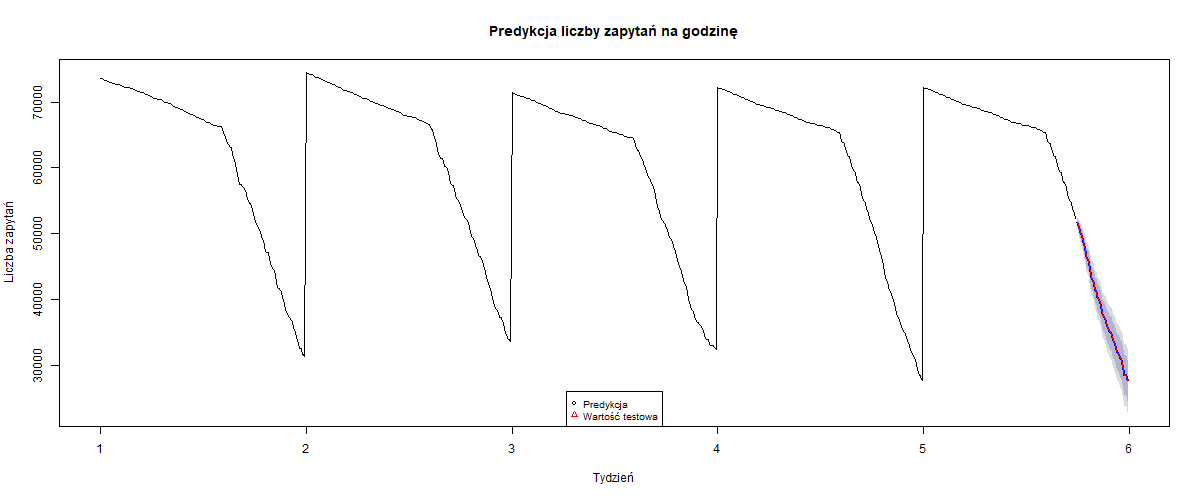 Predykcja liczby zapytań na godzinę
Liczba zapytań
70000
60000
50000
40000
30000
Predykcja
Wartość testowa
1 2 3 4 5 6
Tydzień